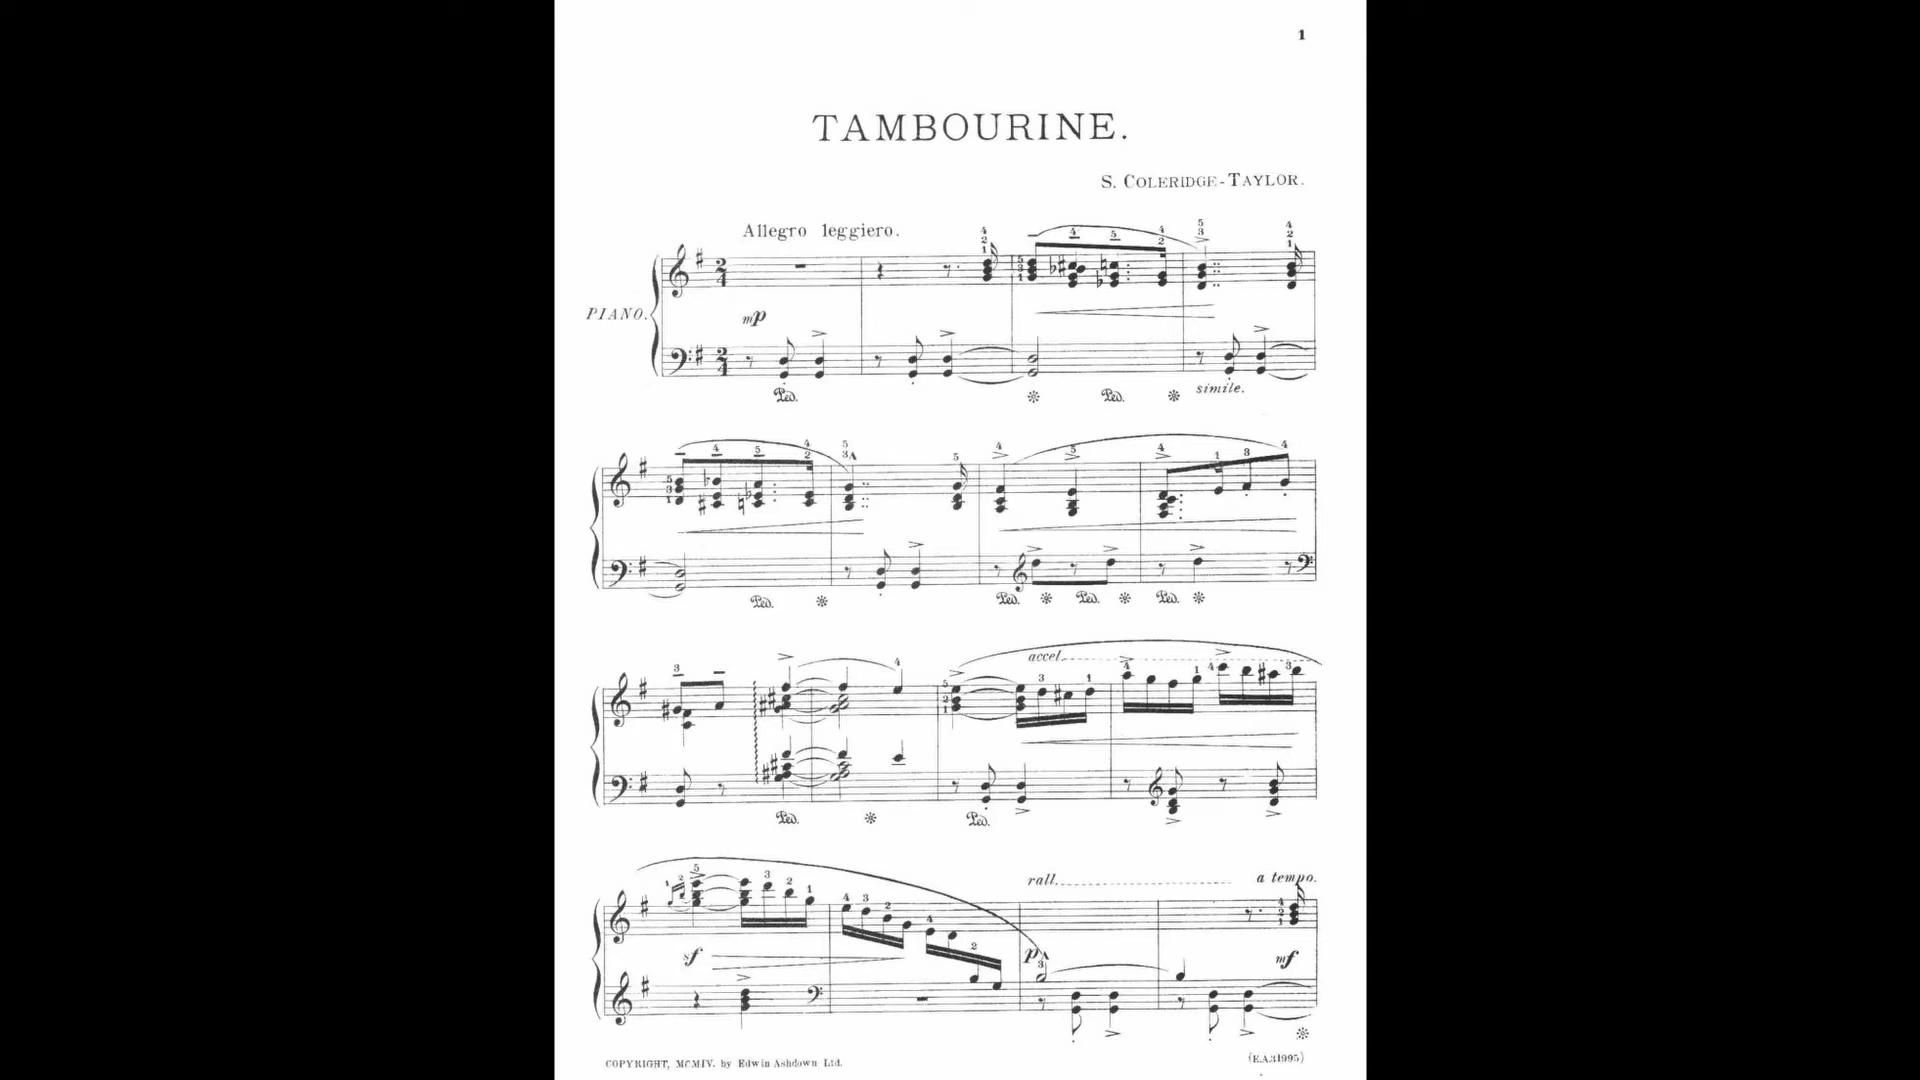 1
TAMBOURINE.
S. COLERIDGE-TAYLOR.
Allegro leggiero.
PIANO.
mp
Ped. Ped. simile.
Ped. Ped. Ped. Ped.
accel.
Ped. Ped.
rall. a tempo.
sf p mf
COPYRIGHT, MCMIV. by Edwin Ashdown Ltd.
(E.A.31995)